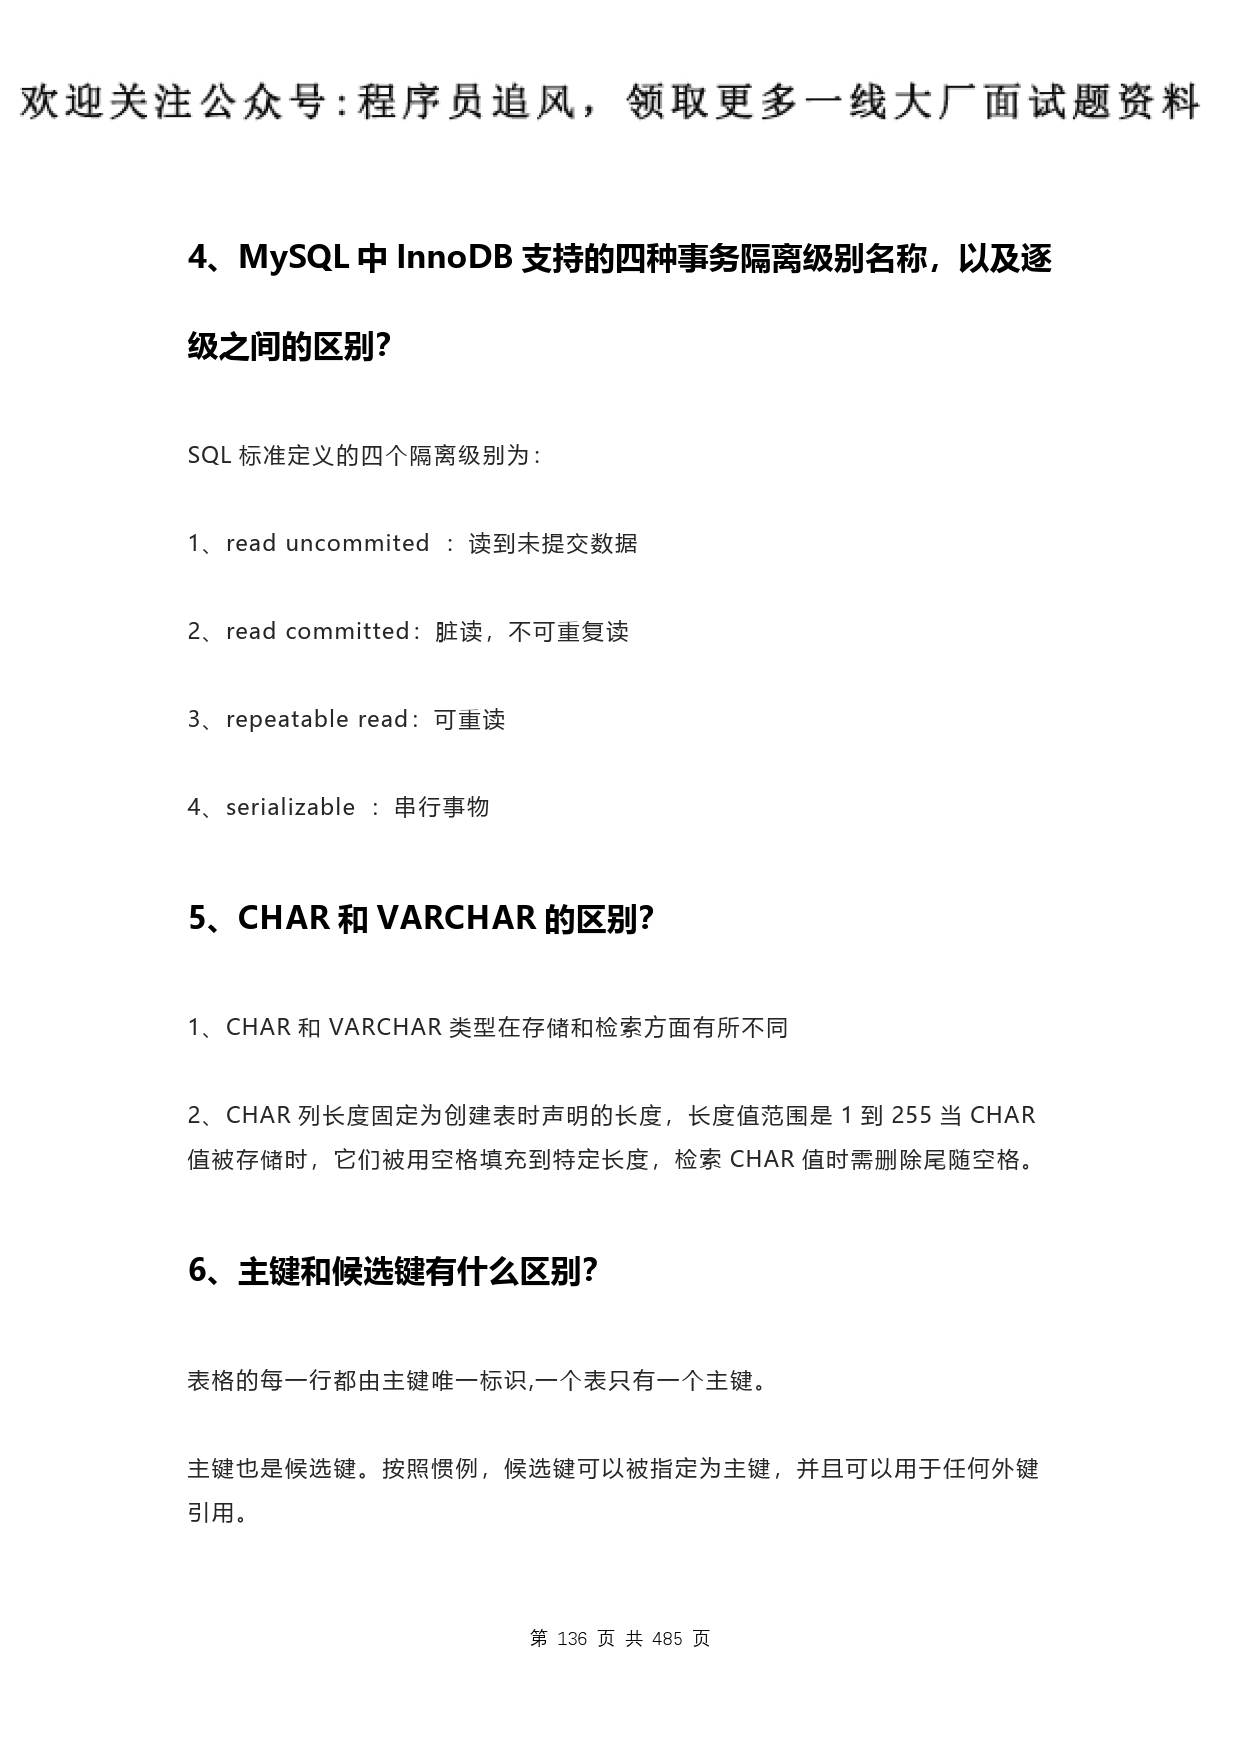 欢迎关注公众号:程序员追风，领取更多一线大厂面试题资料
4、MySQL 中 InnoDB 支持的四种事务隔离级别名称，以及逐
级之间的区别？
SQL 标准定义的四个隔离级别为：
1、read uncommited ：读到未提交数据
2、read committed：脏读，不可重复读
3、repeatable read：可重读
4、serializable ：串行事物
5、CHAR 和 VARCHAR 的区别？
1、CHAR 和 VARCHAR 类型在存储和检索方面有所不同
2、CHAR 列长度固定为创建表时声明的长度，长度值范围是 1 到 255 当 CHAR
值被存储时，它们被用空格填充到特定长度，检索 CHAR 值时需删除尾随空格。
6、主键和候选键有什么区别？
表格的每一行都由主键唯一标识,一个表只有一个主键。
主键也是候选键。按照惯例，候选键可以被指定为主键，并且可以用于任何外键
引用。
第 136 页 共 485 页